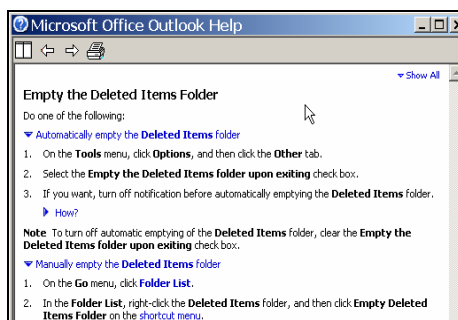 Microsoft Office Outlook Help
Show All
Empty the Deleted Items Folder
Do one of the following:
Automatically empty the Deleted Items folder
1. On the Tools menu, click Options, and then click the Other tab.
2. Select the Empty the Deleted Items folder upon exiting check box.
3. If you want, turn off notification before automatically emptying the Deleted Items folder.
How?
Note To turn off automatic emptying of the Deleted Items folder, clear the Empty the
Deleted Items folder upon exiting check box.
Manually empty the Deleted Items folder
1. On the Go menu, click Folder List.
2. In the Folder List, right-click the Deleted Items folder, and then click Empty Deleted
Items Folder on the shortcut menu.